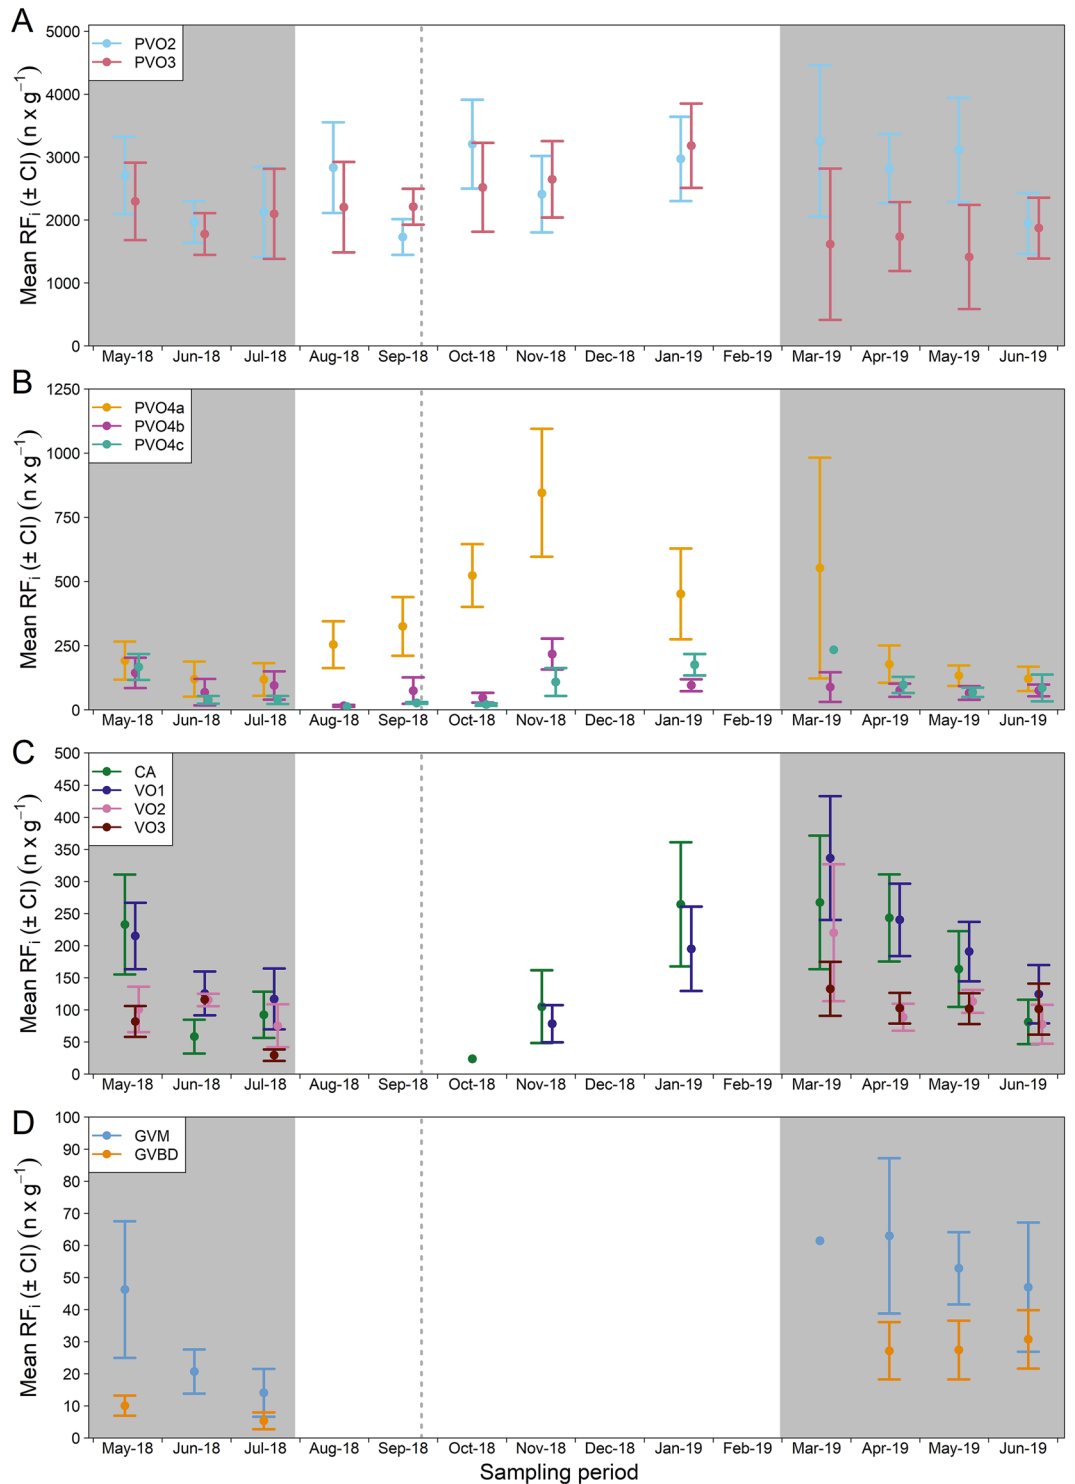 A
5000
4000
3000
2000
1000
0
Mean RFi (± CI) (n x g⁻¹)
PVO2
PVO3
May-18 Jun-18 Jul-18 Aug-18 Sep-18 Oct-18 Nov-18 Dec-18 Jan-19 Feb-19 Mar-19 Apr-19 May-19 Jun-19
B
1250
1000
750
500
250
0
Mean RFi (± CI) (n x g⁻¹)
PVO4a
PVO4b
PVO4c
May-18 Jun-18 Jul-18 Aug-18 Sep-18 Oct-18 Nov-18 Dec-18 Jan-19 Feb-19 Mar-19 Apr-19 May-19 Jun-19
C
500
450
400
350
300
250
200
150
100
50
0
Mean RFi (± CI) (n x g⁻¹)
CA
VO1
VO2
VO3
May-18 Jun-18 Jul-18 Aug-18 Sep-18 Oct-18 Nov-18 Dec-18 Jan-19 Feb-19 Mar-19 Apr-19 May-19 Jun-19
D
100
90
80
70
60
50
40
30
20
10
0
Mean RFi (± CI) (n x g⁻¹)
GVM
GVBD
May-18 Jun-18 Jul-18 Aug-18 Sep-18 Oct-18 Nov-18 Dec-18 Jan-19 Feb-19 Mar-19 Apr-19 May-19 Jun-19
Sampling period